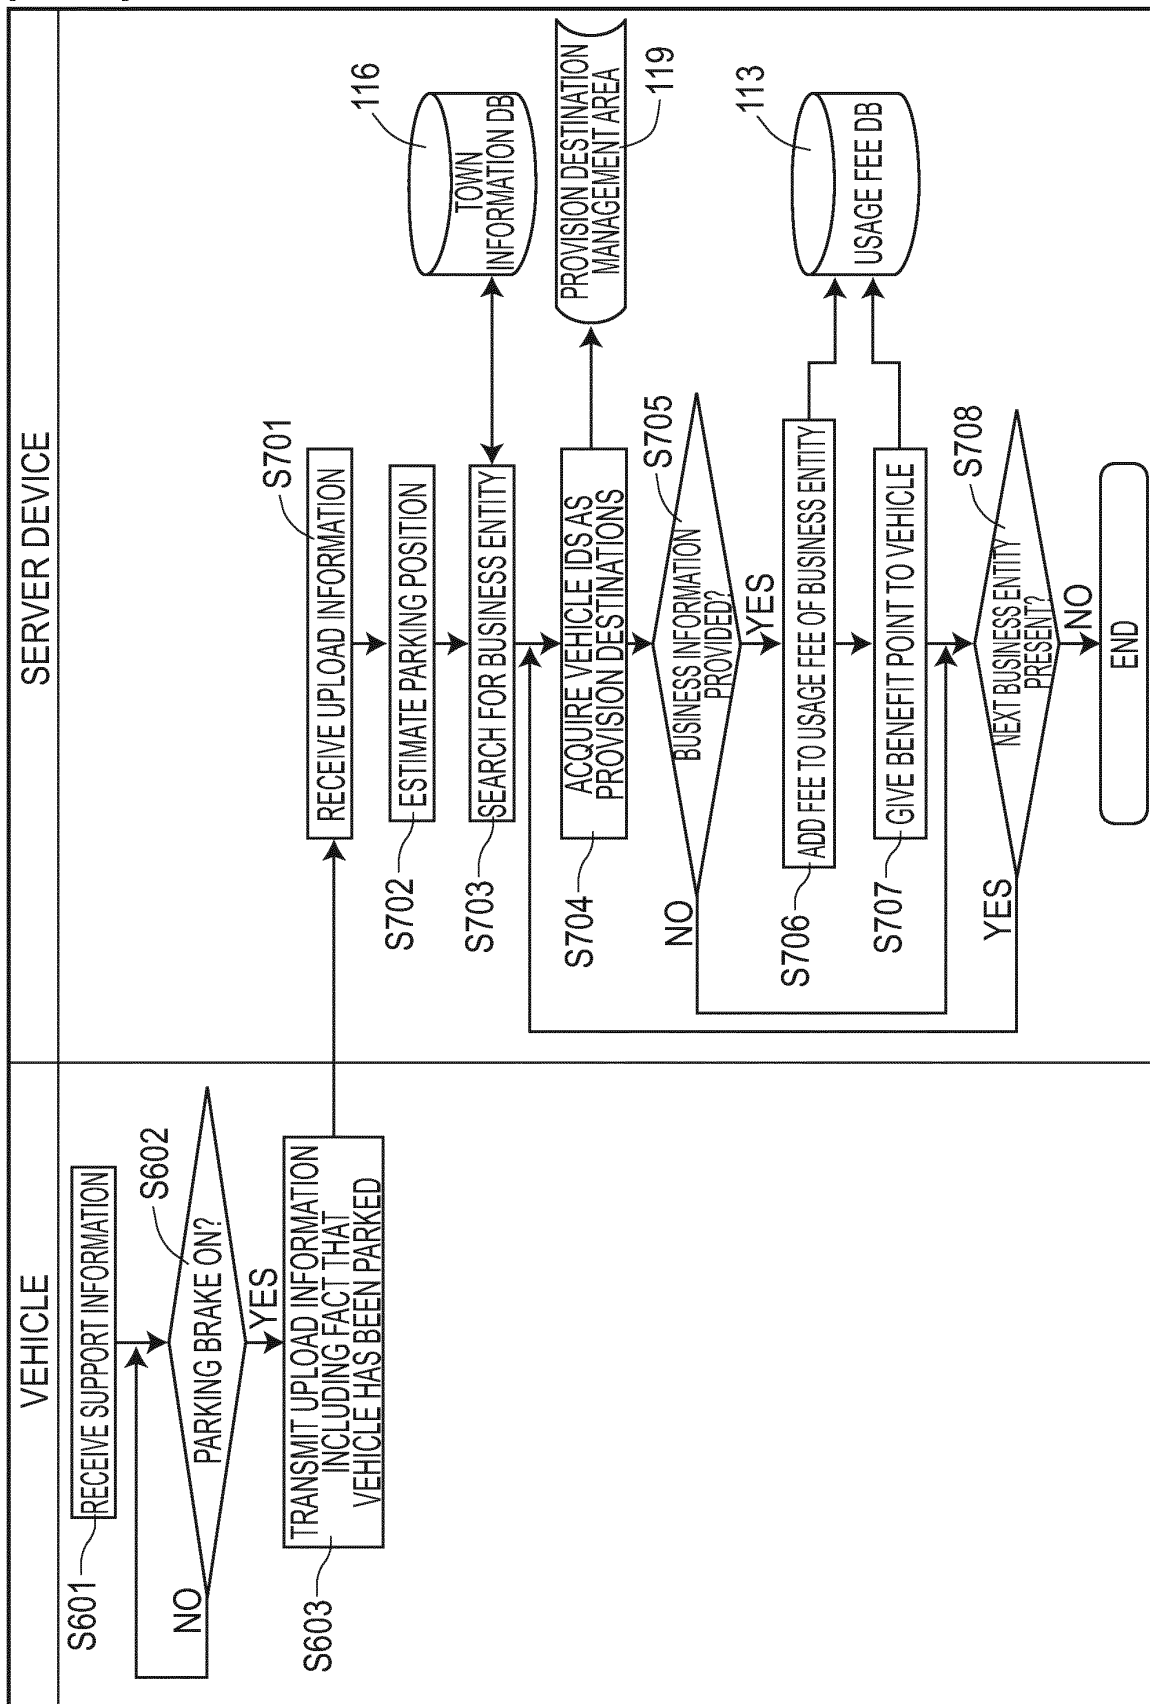 VEHICLE
S601
RECEIVE SUPPORT INFORMATION
S602
PARKING BRAKE ON?
NO
YES
S603
TRANSMIT UPLOAD INFORMATION
INCLUDING FACT THAT
VEHICLE HAS BEEN PARKED
SERVER DEVICE
S701
RECEIVE UPLOAD INFORMATION
S702
ESTIMATE PARKING POSITION
S703
SEARCH FOR BUSINESS ENTITY
116
TOWN
INFORMATION DB
S704
ACQUIRE VEHICLE IDS AS
PROVISION DESTINATIONS
PROVISION DESTINATION
MANAGEMENT AREA
119
S705
BUSINESS INFORMATION
PROVIDED?
NO
YES
S706
ADD FEE TO USAGE FEE OF BUSINESS ENTITY
113
USAGE FEE DB
S707
GIVE BENEFIT POINT TO VEHICLE
S708
NEXT BUSINESS ENTITY
PRESENT?
YES
NO
END